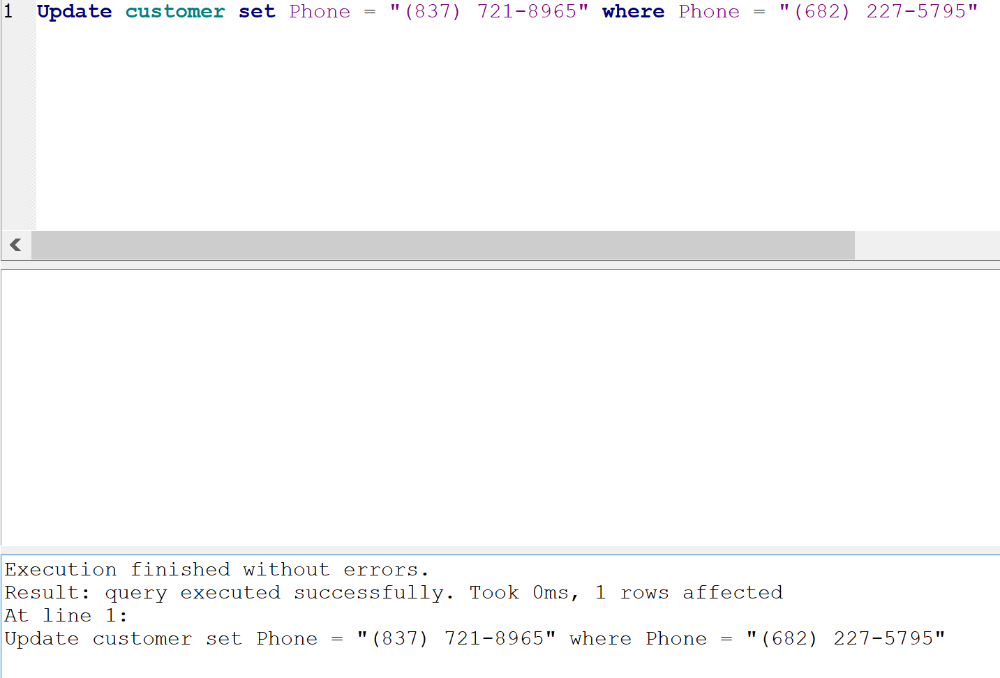 1 Update customer set Phone = "(837) 721-8965" where Phone = "(682) 227-5795"
Execution finished without errors.
Result: query executed successfully. Took 0ms, 1 rows affected
At line 1:
Update customer set Phone = "(837) 721-8965" where Phone = "(682) 227-5795"